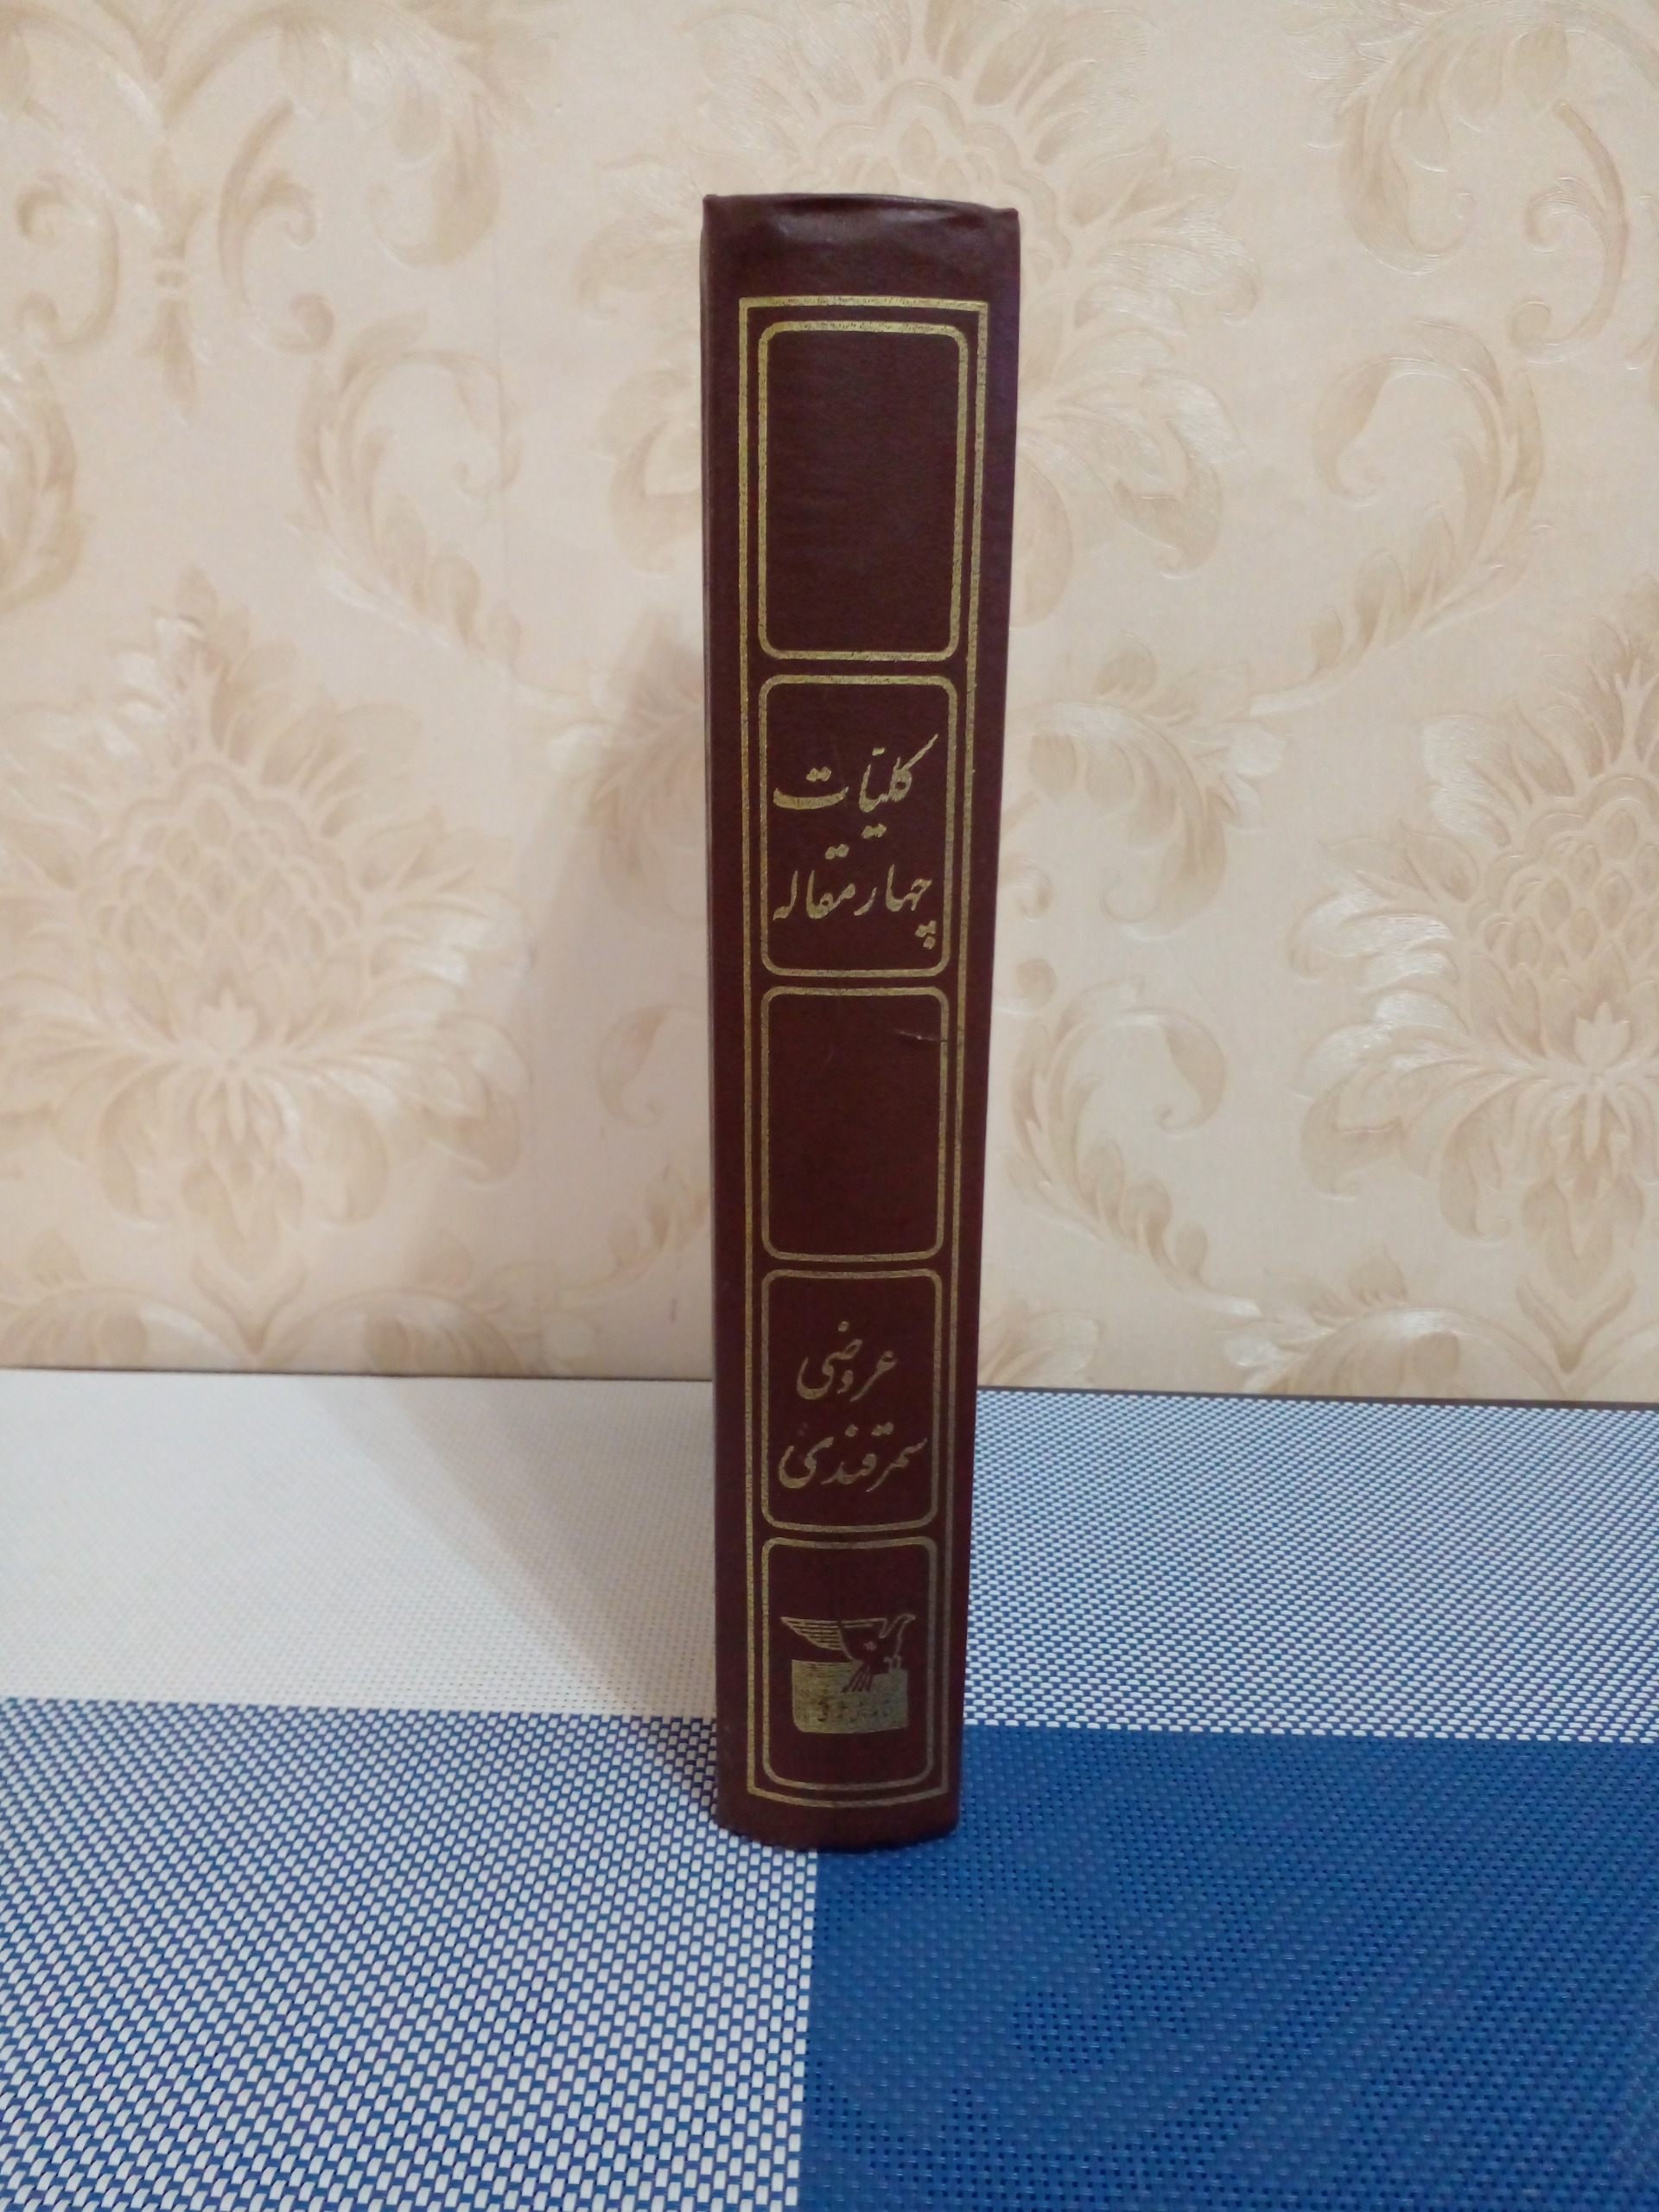 کلیات
چهار مقاله
عروضی
سمرقندی